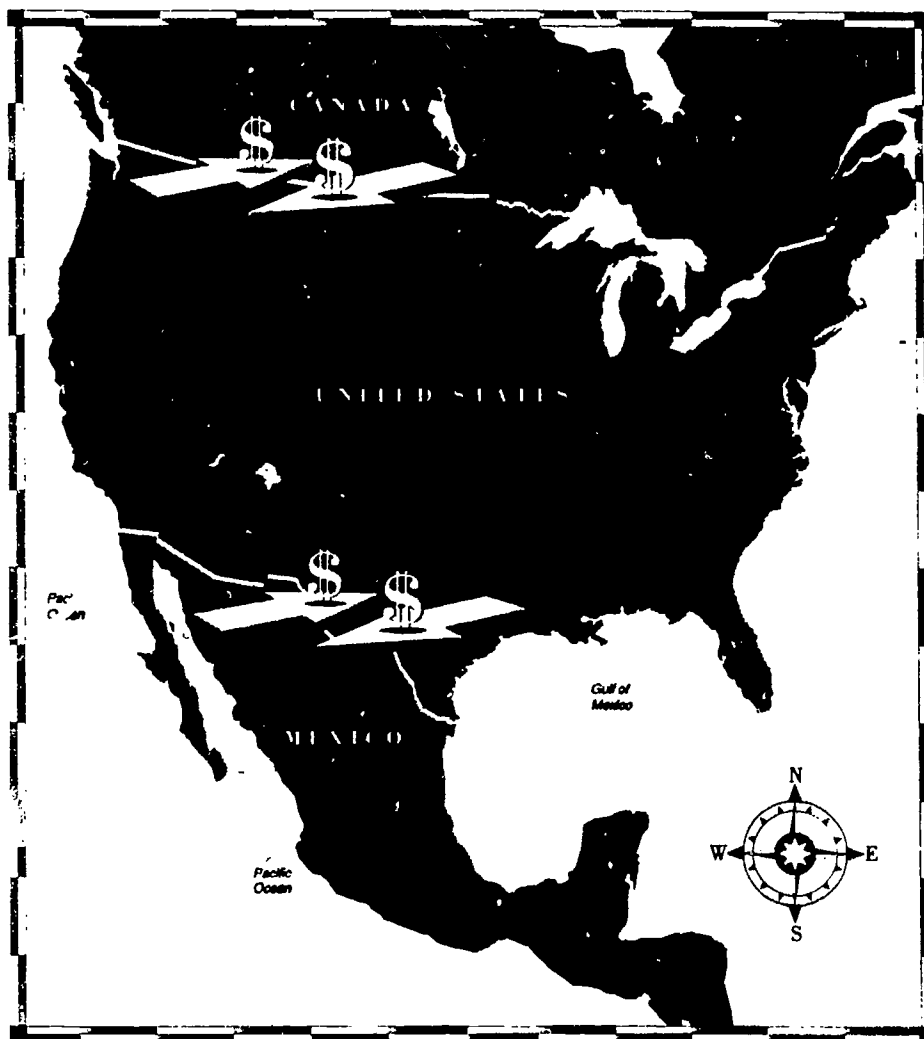 CANADA
$
$
UNITED STATES
$
$
Gulf of
Mexico
MEXICO
N
W
E
Pacific
Ocean
S